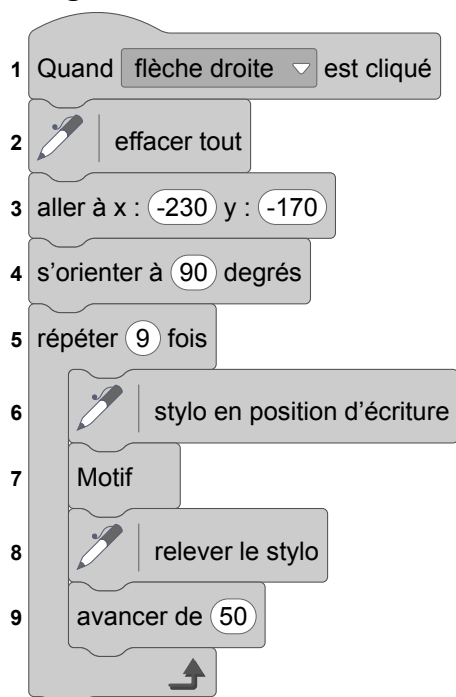 1 Quand flèche droite est cliqué
2 effacer tout
3 aller à x : -230 y : -170
4 s'orienter à 90 degrés
5 répéter 9 fois
6 stylo en position d'écriture
7 Motif
8 relever le stylo
9 avancer de 50